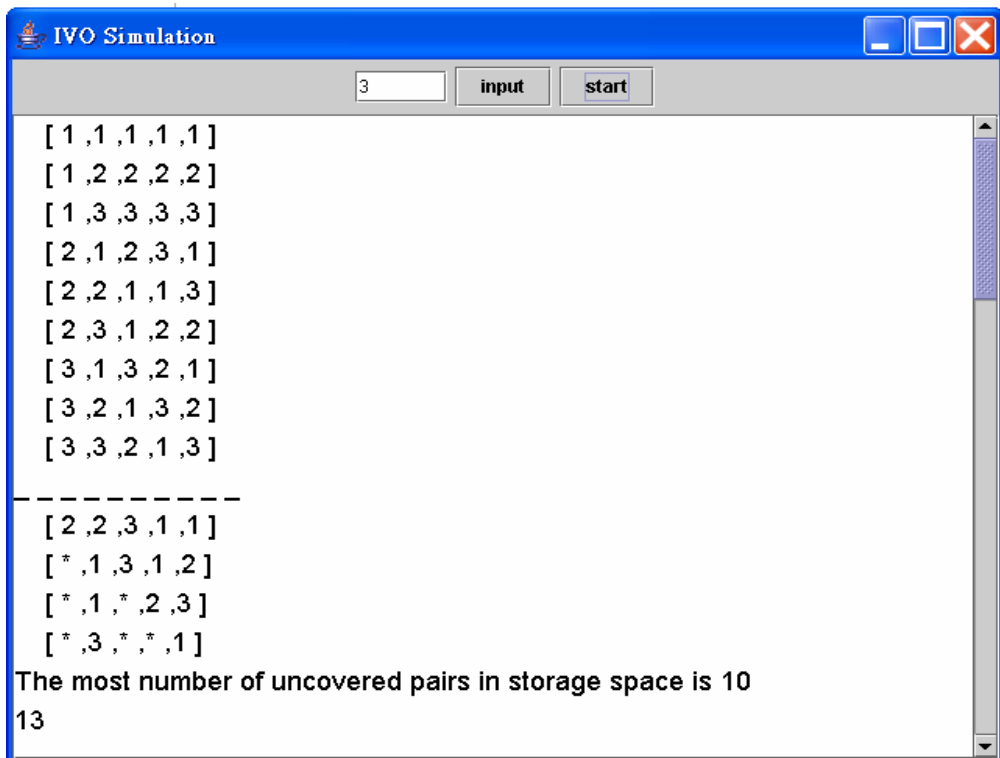 IVO Simulation
3 input start
[ 1 ,1 ,1 ,1 ,1 ]
[ 1 ,2 ,2 ,2 ,2 ]
[ 1 ,3 ,3 ,3 ,3 ]
[ 2 ,1 ,2 ,3 ,1 ]
[ 2 ,2 ,1 ,1 ,3 ]
[ 2 ,3 ,1 ,2 ,2 ]
[ 3 ,1 ,3 ,2 ,1 ]
[ 3 ,2 ,1 ,3 ,2 ]
[ 3 ,3 ,2 ,1 ,3 ]
_ _ _ _ _ _ _ _ _ _
[ 2 ,2 ,3 ,1 ,1 ]
[ * ,1 ,3 ,1 ,2 ]
[ * ,1 ,* ,2 ,3 ]
[ * ,3 ,* ,* ,1 ]
The most number of uncovered pairs in storage space is 10
13